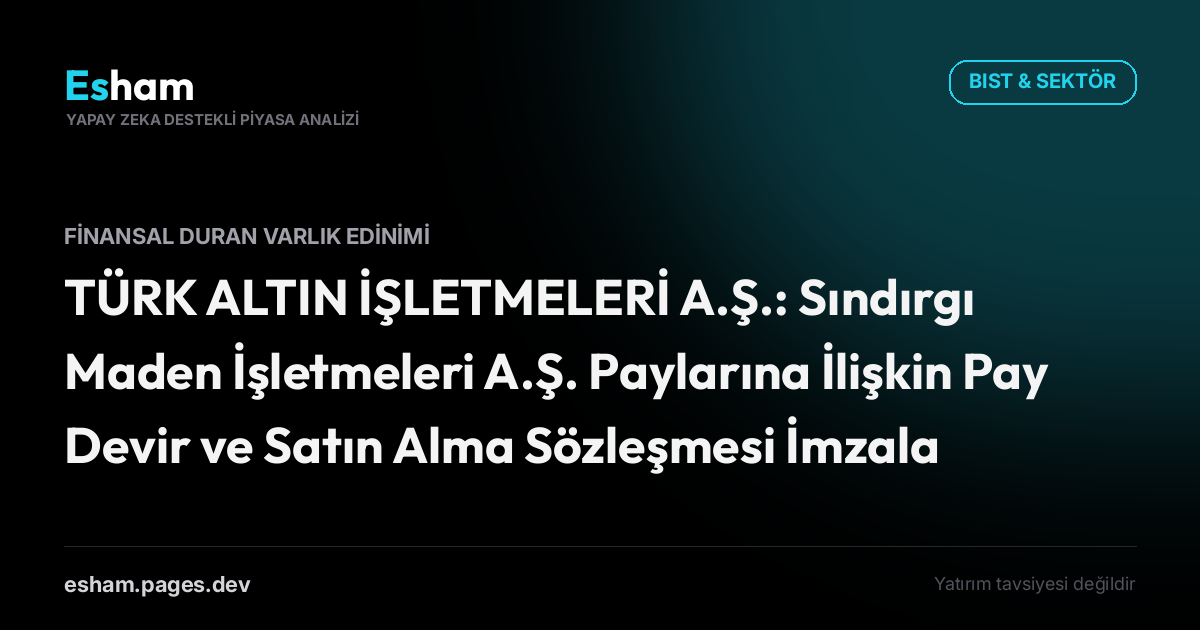 Esham
YAPAY ZEKA DESTEKLİ PİYASA ANALİZİ
BIST & SEKTÖR
FİNANSAL DURAN VARLIK EDİNİMİ
TÜRK ALTIN İŞLETMELERİ A.Ş.: Sındırgı
Maden İşletmeleri A.Ş. Paylarına İlişkin Pay
Devir ve Satın Alma Sözleşmesi İmzala
esham.pages.dev
Yatırım tavsiyesi değildir